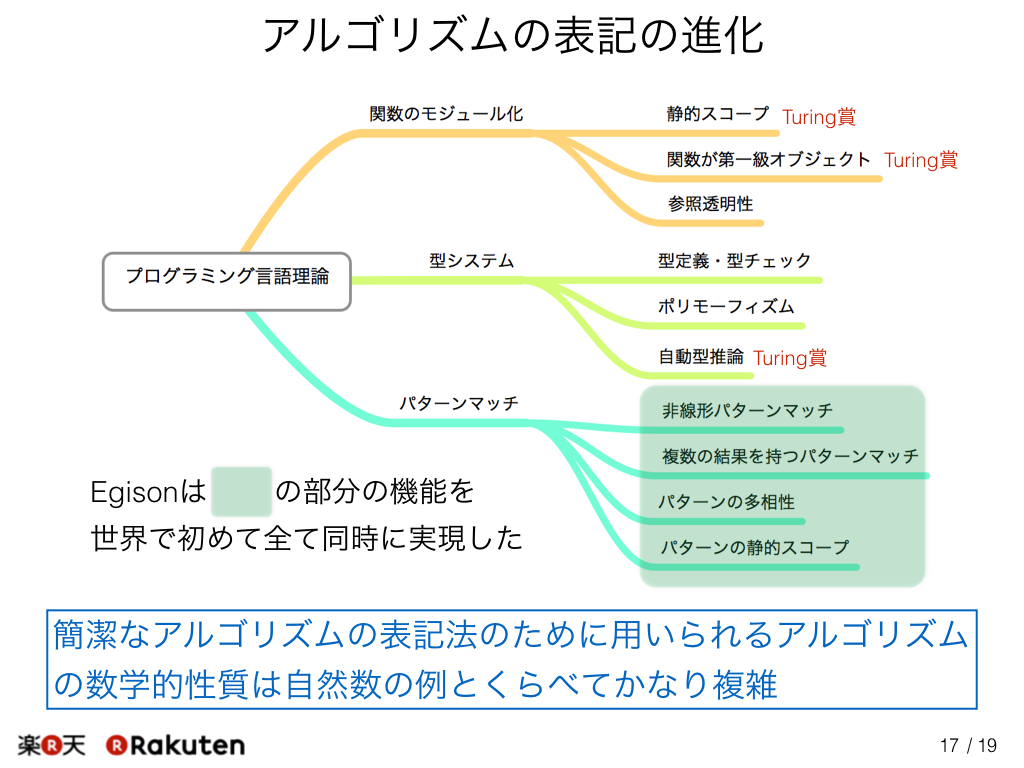 アルゴリズムの表記の進化
関数のモジュール化
静的スコープ Turing賞
関数が第一級オブジェクト Turing賞
参照透明性
プログラミング言語理論
型システム
型定義・型チェック
ポリモーフィズム
自動型推論 Turing賞
パターンマッチ
非線形パターンマッチ
複数の結果を持つパターンマッチ
パターンの多相性
パターンの静的スコープ
Egisonは の部分の機能を
世界で初めて全て同時に実現した
簡潔なアルゴリズムの表記法のために用いられるアルゴリズム
の数学的性質は自然数の例とくらべてかなり複雑
楽R天 R Rakuten
17 / 19